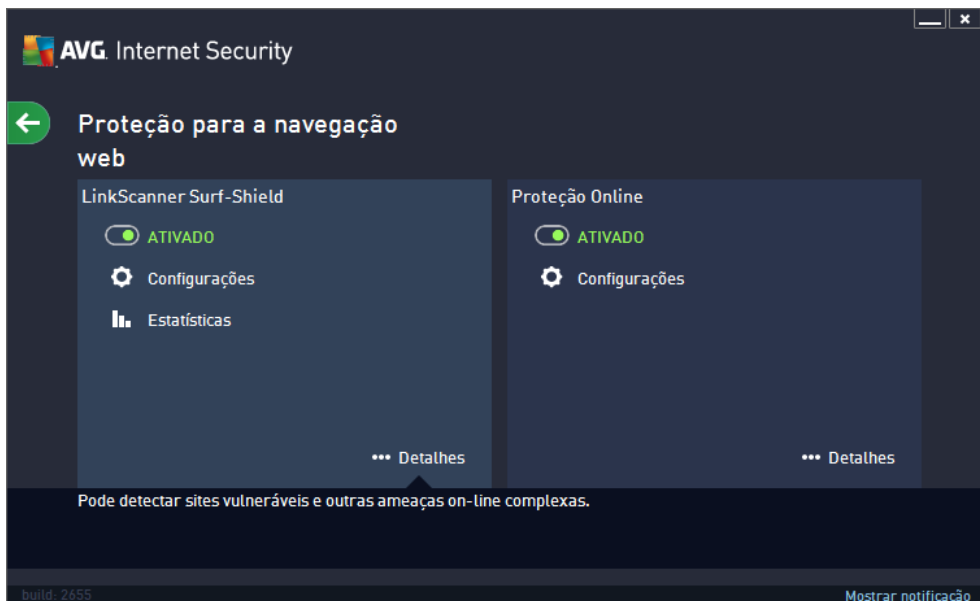 AVG. Internet Security
Proteção para a navegação
web
LinkScanner Surf-Shield
ATIVADO
Configurações
Estatísticas
••• Detalhes
Proteção Online
ATIVADO
Configurações
••• Detalhes
Pode detectar sites vulneráveis e outras ameaças on-line complexas.
build: 2655
Mostrar notificação